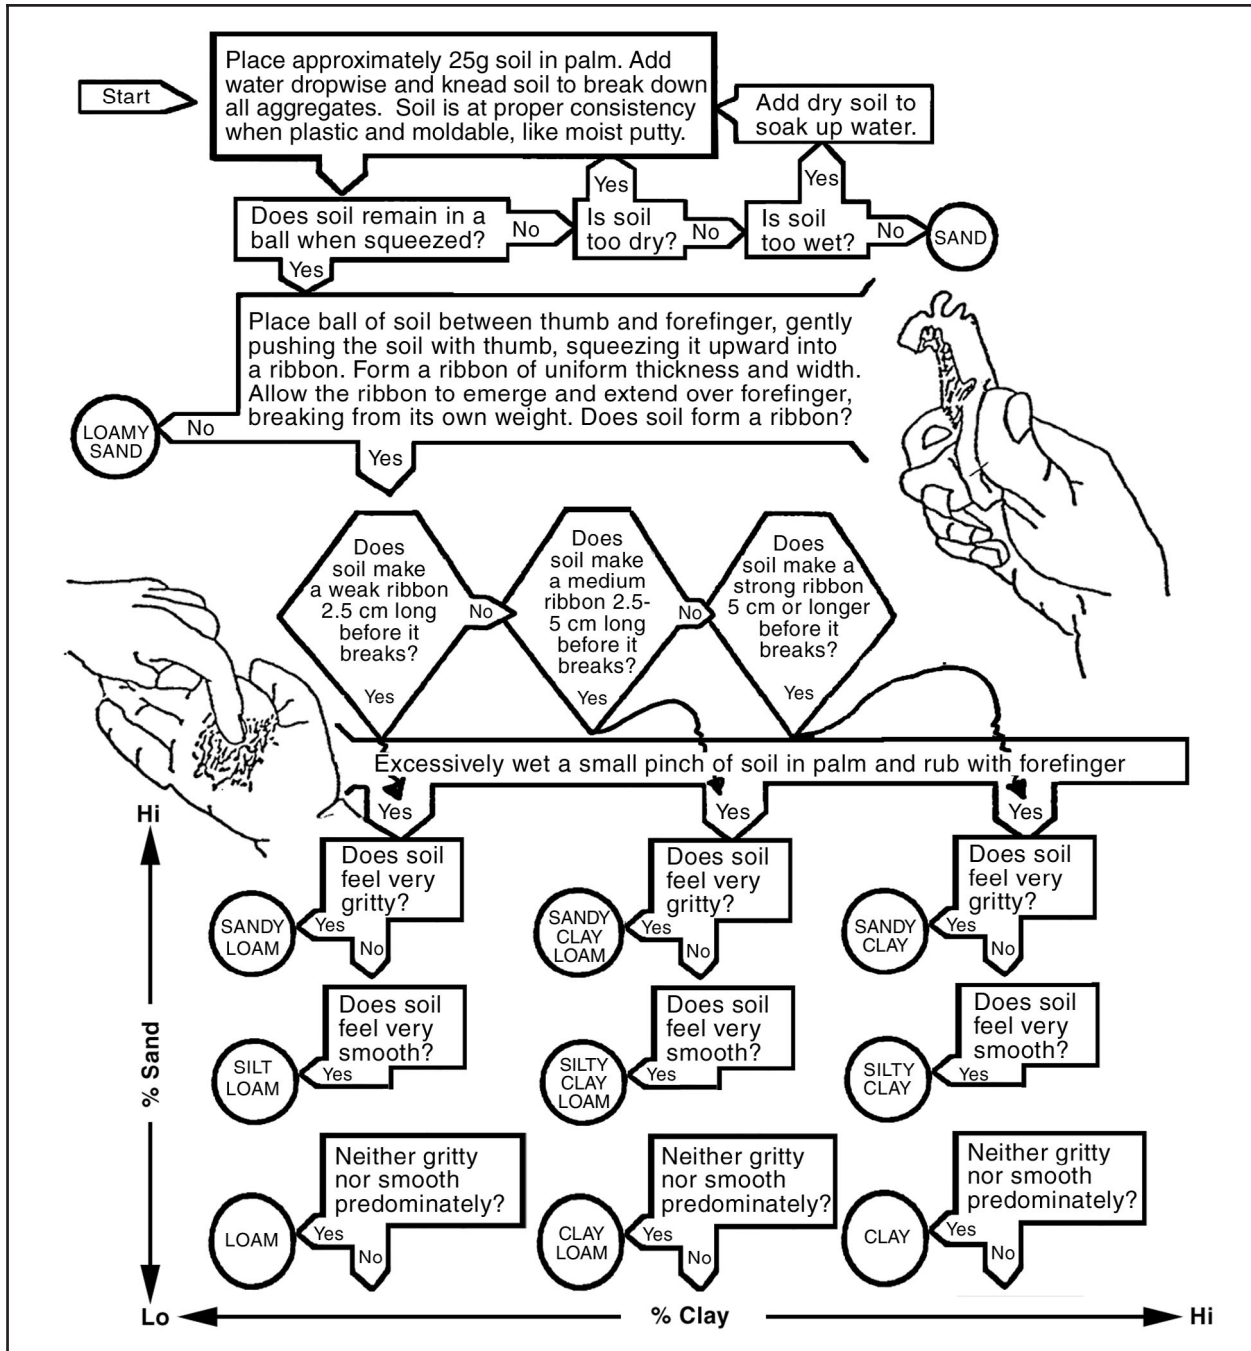 Start
Place approximately 25g soil in palm. Add
water dropwise and knead soil to break down
all aggregates. Soil is at proper consistency
when plastic and moldable, like moist putty.
Add dry soil to
soak up water.
Yes
Yes
Does soil remain in a
ball when squeezed?
No
Is soil
too dry?
No
Is soil
too wet?
No
SAND
Yes
Place ball of soil between thumb and forefinger, gently
pushing the soil with thumb, squeezing it upward into
a ribbon. Form a ribbon of uniform thickness and width.
Allow the ribbon to emerge and extend over forefinger,
breaking from its own weight. Does soil form a ribbon?
No
LOAMY
SAND
Yes
Does
soil make
a weak ribbon
2.5 cm long
before it
breaks?
Yes
No
Does
soil make
a medium
ribbon 2.5-
5 cm long
before it
breaks?
Yes
No
Does
soil make a
strong ribbon
5 cm or longer
before it
breaks?
Yes
Excessively wet a small pinch of soil in palm and rub with forefinger
Yes
Yes
Yes
Hi
Does soil
feel very
gritty?
Yes
SANDY
LOAM
No
Does soil
feel very
gritty?
Yes
SANDY
CLAY
LOAM
No
Does soil
feel very
gritty?
Yes
SANDY
CLAY
No
% Sand
Does soil
feel very
smooth?
Yes
SILT
LOAM
Does soil
feel very
smooth?
Yes
SILTY
CLAY
LOAM
Does soil
feel very
smooth?
Yes
SILTY
CLAY
Neither gritty
nor smooth
predominately?
Yes
LOAM
No
Neither gritty
nor smooth
predominately?
Yes
CLAY
LOAM
No
Neither gritty
nor smooth
predominately?
Yes
CLAY
No
Lo
% Clay
Hi